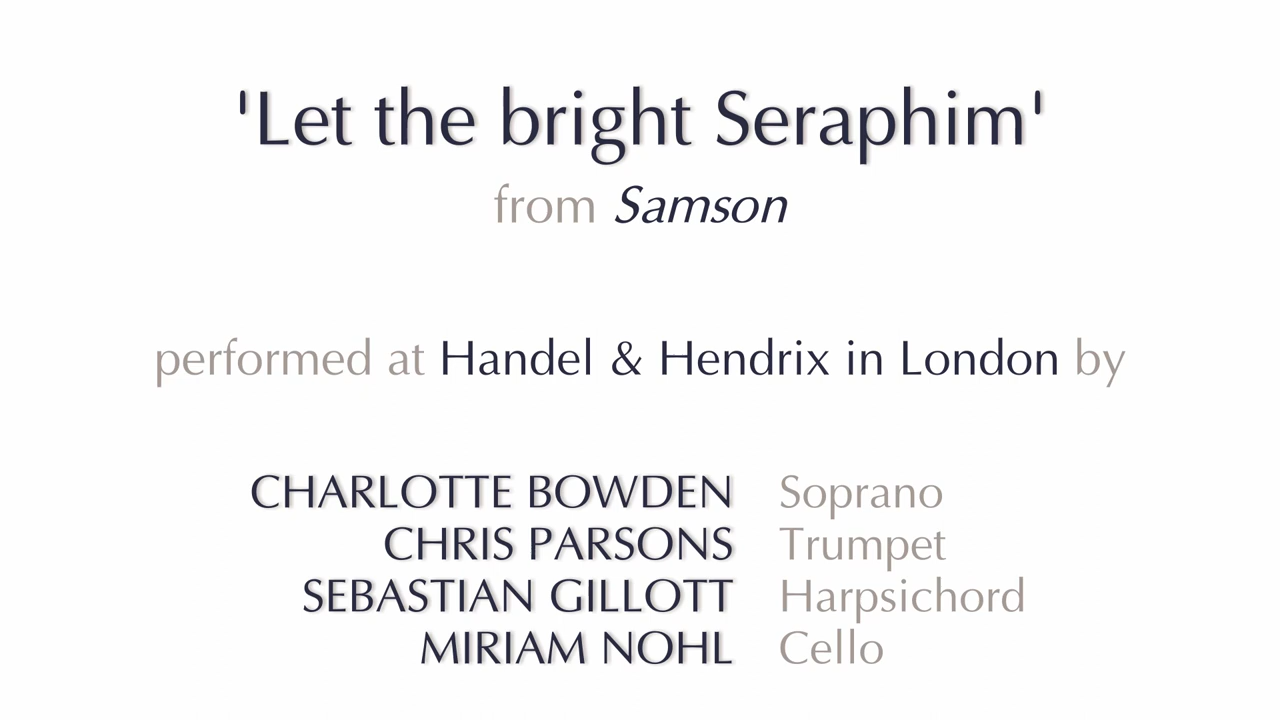 'Let the bright Seraphim'
from Samson
performed at Handel & Hendrix in London by
CHARLOTTE BOWDEN Soprano
CHRIS PARSONS Trumpet
SEBASTIAN GILLOTT Harpsichord
MIRIAM NOHL Cello